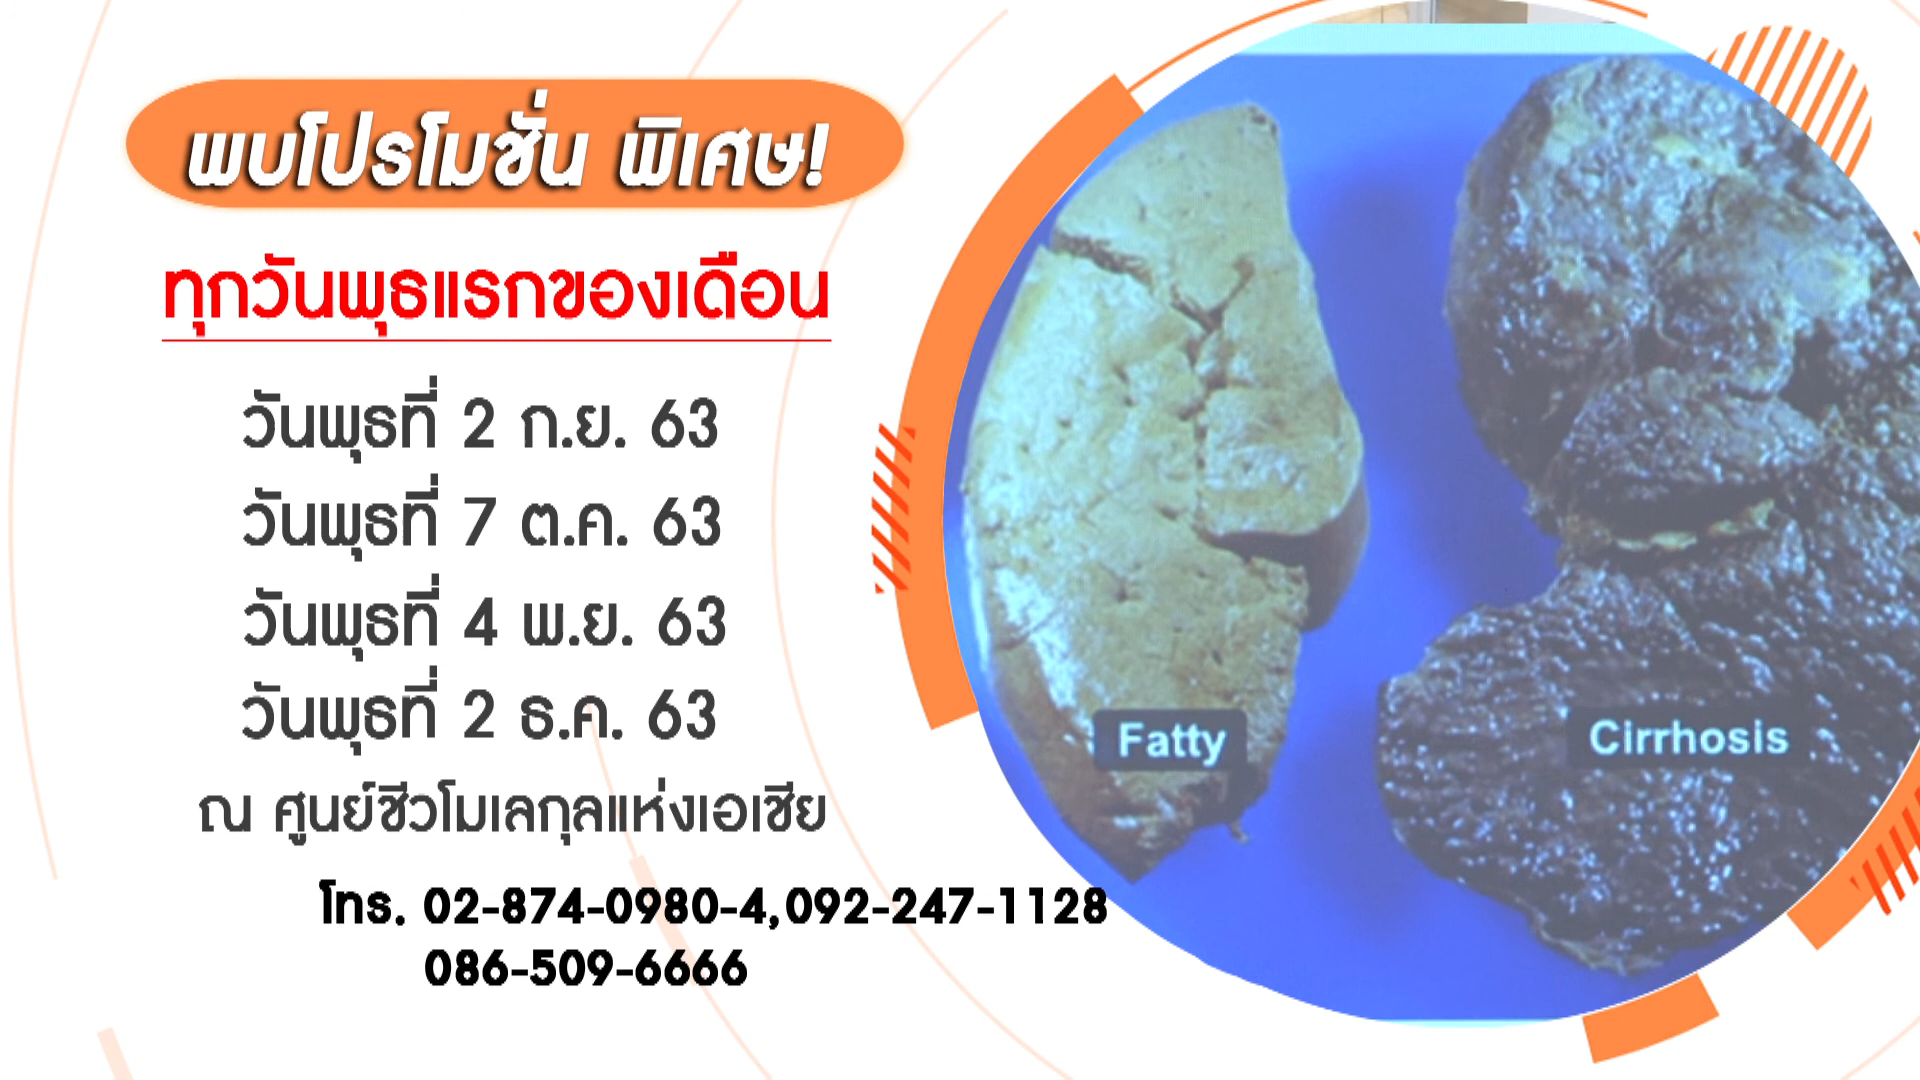 พบโปรโมชั่น พิเศษ!
ทุกวันพุธแรกของเดือน
วันพุธที่ 2 ก.ย. 63
วันพุธที่ 7 ต.ค. 63
วันพุธที่ 4 พ.ย. 63
วันพุธที่ 2 ธ.ค. 63
ณ ศูนย์ชีวโมเลกุลแห่งเอเชีย
โทร. 02-874-0980-4,092-247-1128
086-509-6666
Fatty
Cirrhosis